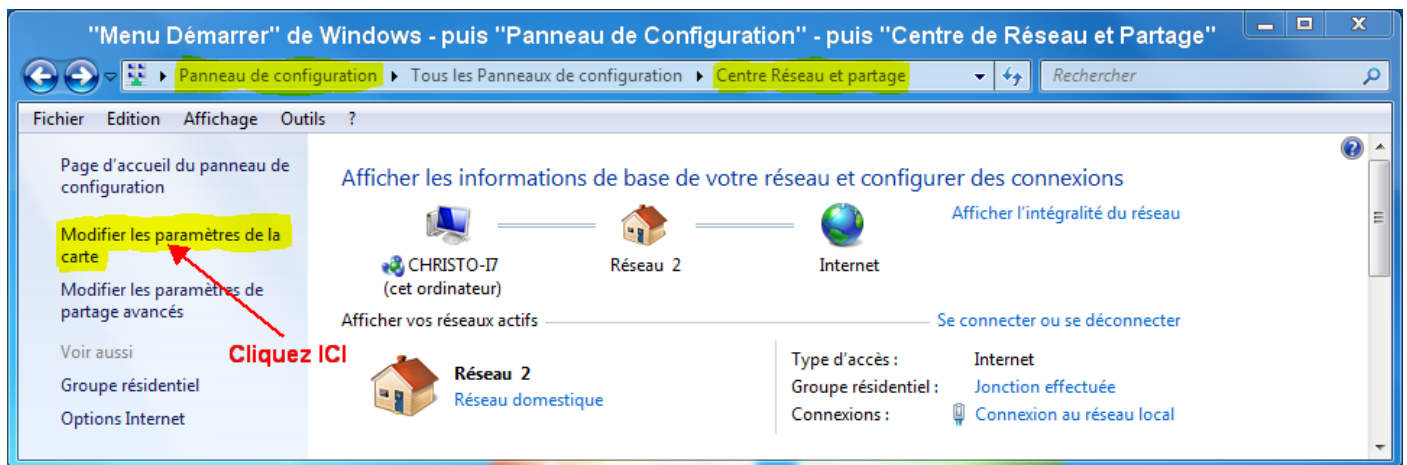 "Menu Démarrer" de Windows - puis "Panneau de Configuration" - puis "Centre de Réseau et Partage"
Panneau de configuration ▸ Tous les Panneaux de configuration ▸ Centre Réseau et partage
Rechercher
Fichier Edition Affichage Outils ?
Page d'accueil du panneau de
configuration
Modifier les paramètres de la
carte
Modifier les paramètres de
partage avancés
Cliquez ICI
Voir aussi
Groupe résidentiel
Options Internet
Afficher les informations de base de votre réseau et configurer des connexions
Afficher l'intégralité du réseau
CHRISTO-I7
(cet ordinateur)
Réseau 2
Internet
Afficher vos réseaux actifs
Se connecter ou se déconnecter
Réseau 2
Réseau domestique
Type d'accès : Internet
Groupe résidentiel : Jonction effectuée
Connexions : Connexion au réseau local